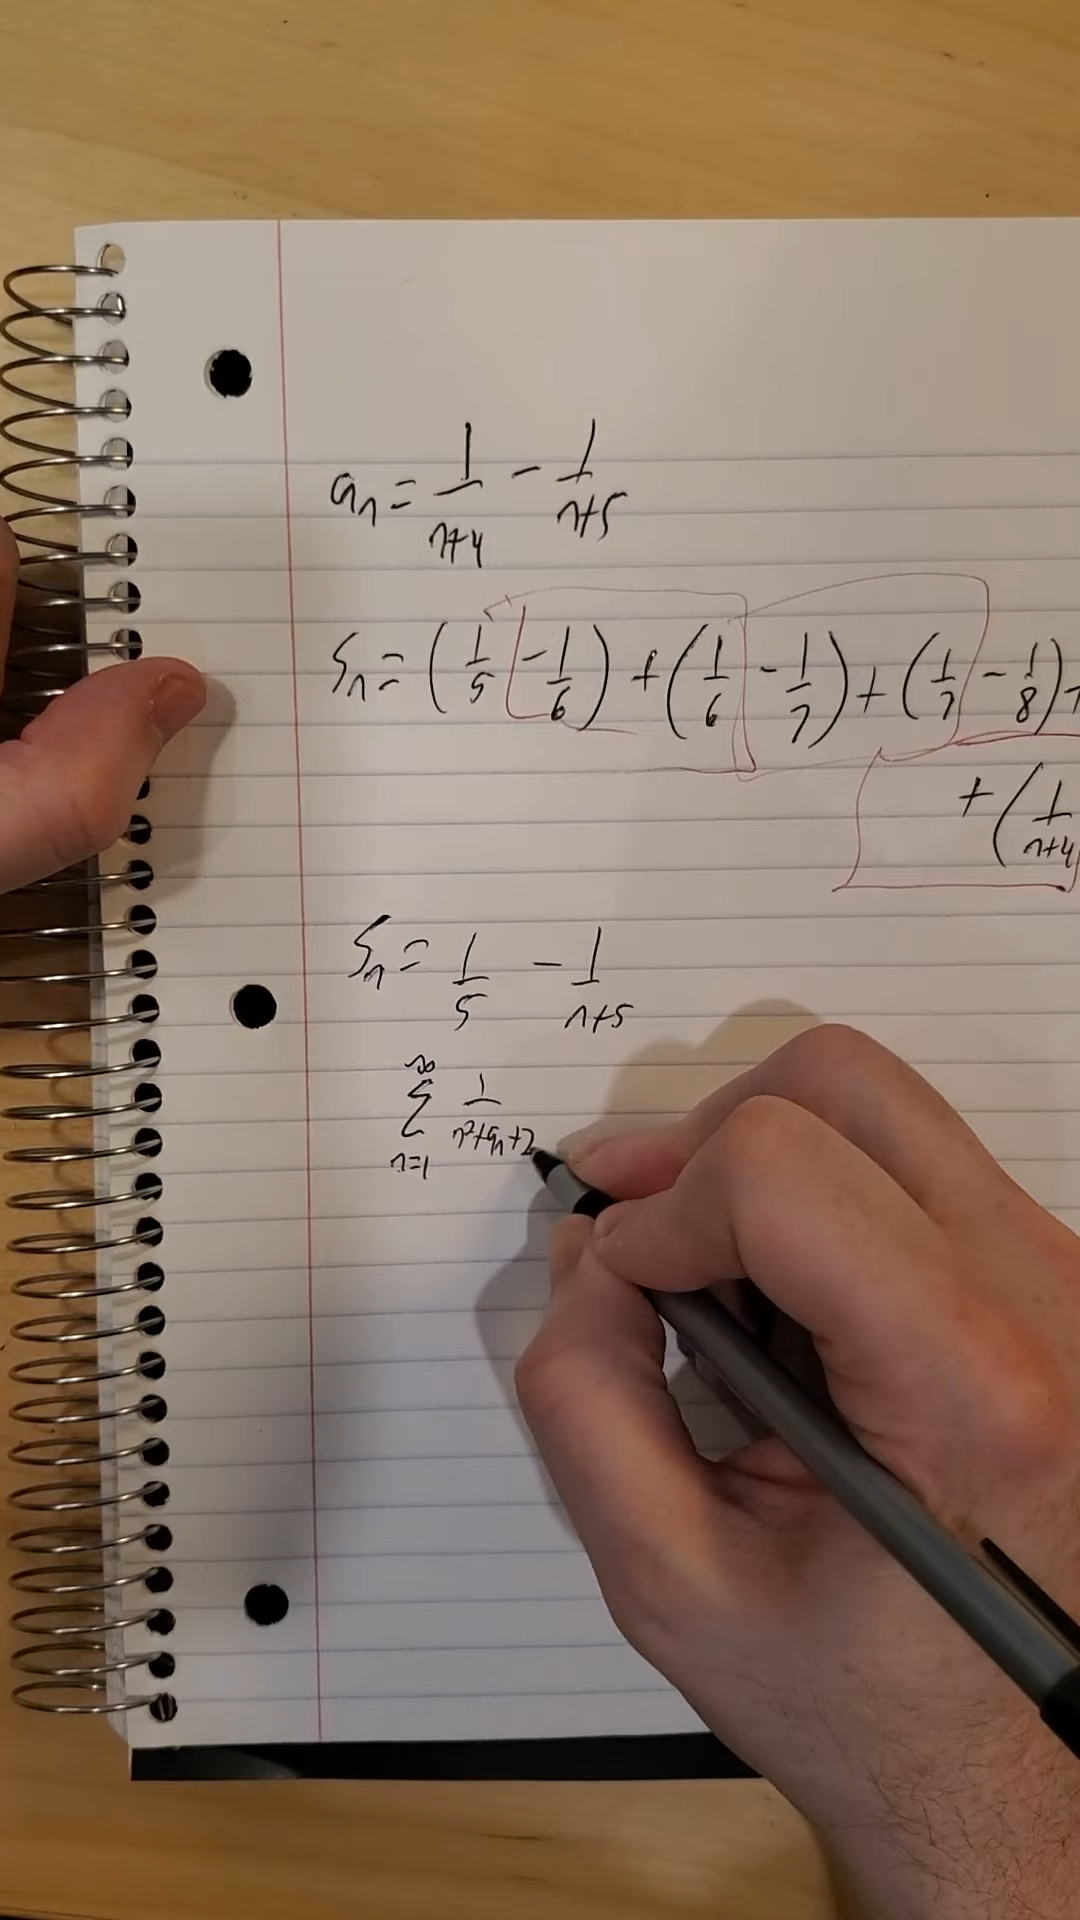 aₙ = 1/(n+4) - 1/(n+5)
Sₙ = (1/5 - 1/6) + (1/6 - 1/7) + (1/7 - 1/8) +
+ (1/(n+4)
Sₙ = 1/5 - 1/(n+5)
∑_{n=1}^{∞} 1/(n²+9n+2